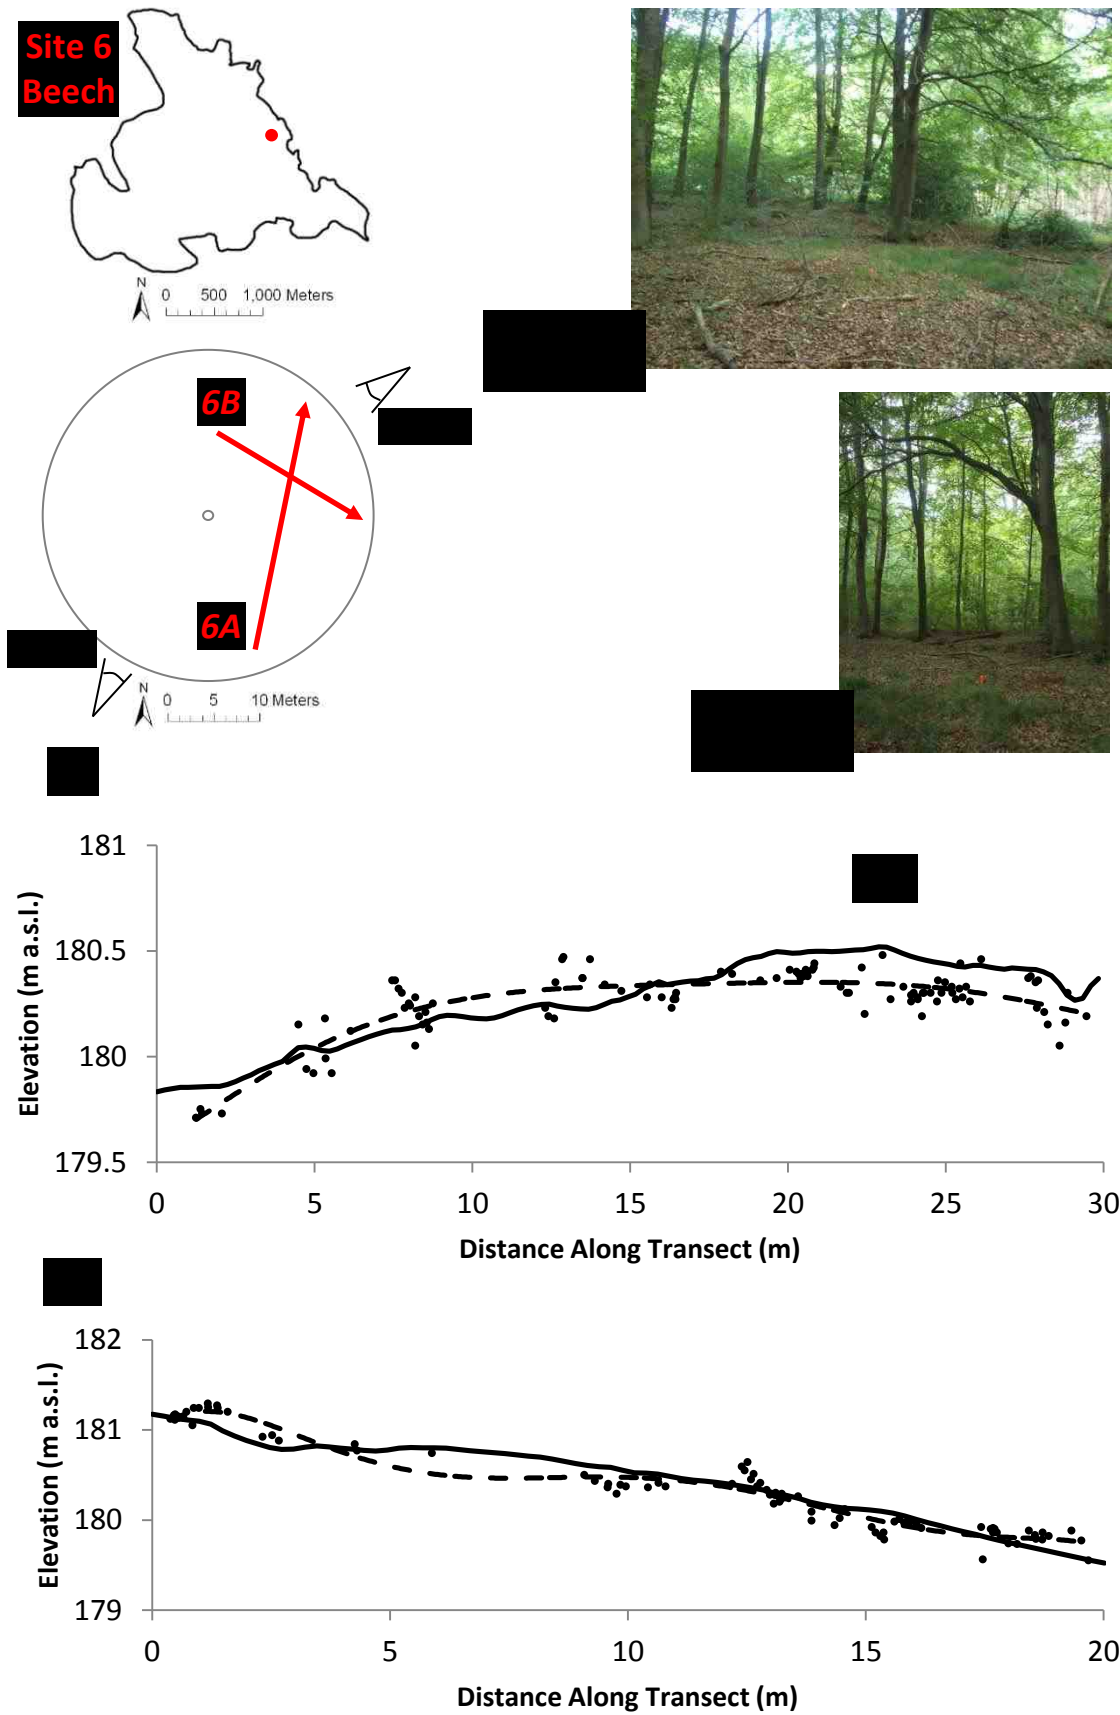 Site 6
Beech
N
0 500 1,000 Meters
6B
6A
N
0 5 10 Meters
181
180.5
180
179.5
Elevation (m a.s.l.)
0 5 10 15 20 25 30
Distance Along Transect (m)
182
181
180
179
Elevation (m a.s.l.)
0 5 10 15 20
Distance Along Transect (m)